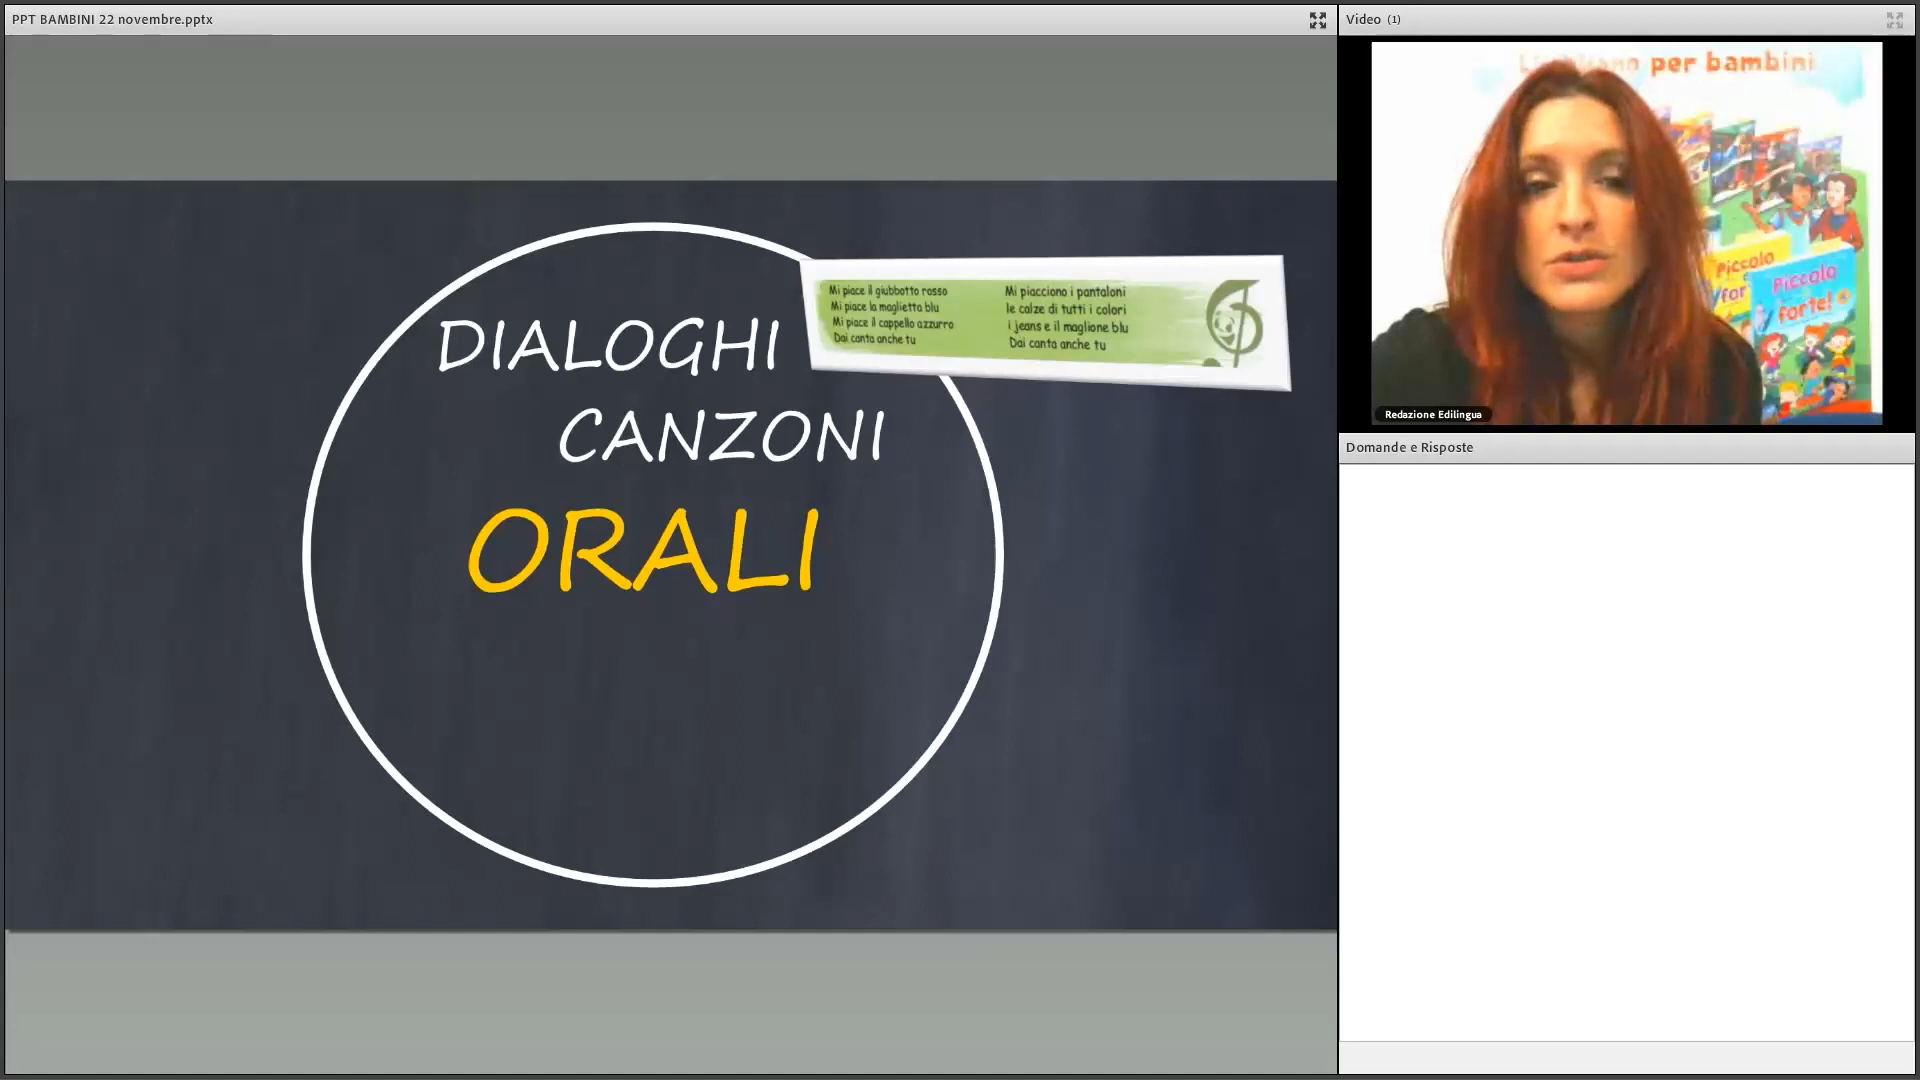 PPT BAMBINI 22 novembre.pptx
Video (1)
per bambini
Piccolo
Piccolo
forte!
Redazione Edilingua
Domande e Risposte
DIALOGHI
CANZONI
ORALI
Mi piace il giubbotto rosso
Mi piace la maglietta blu
Mi piace il cappello azzurro
Dai canta anche tu
Mi piacciono i pantaloni
le calze di tutti i colori
i jeans e il maglione blu
Dai canta anche tu